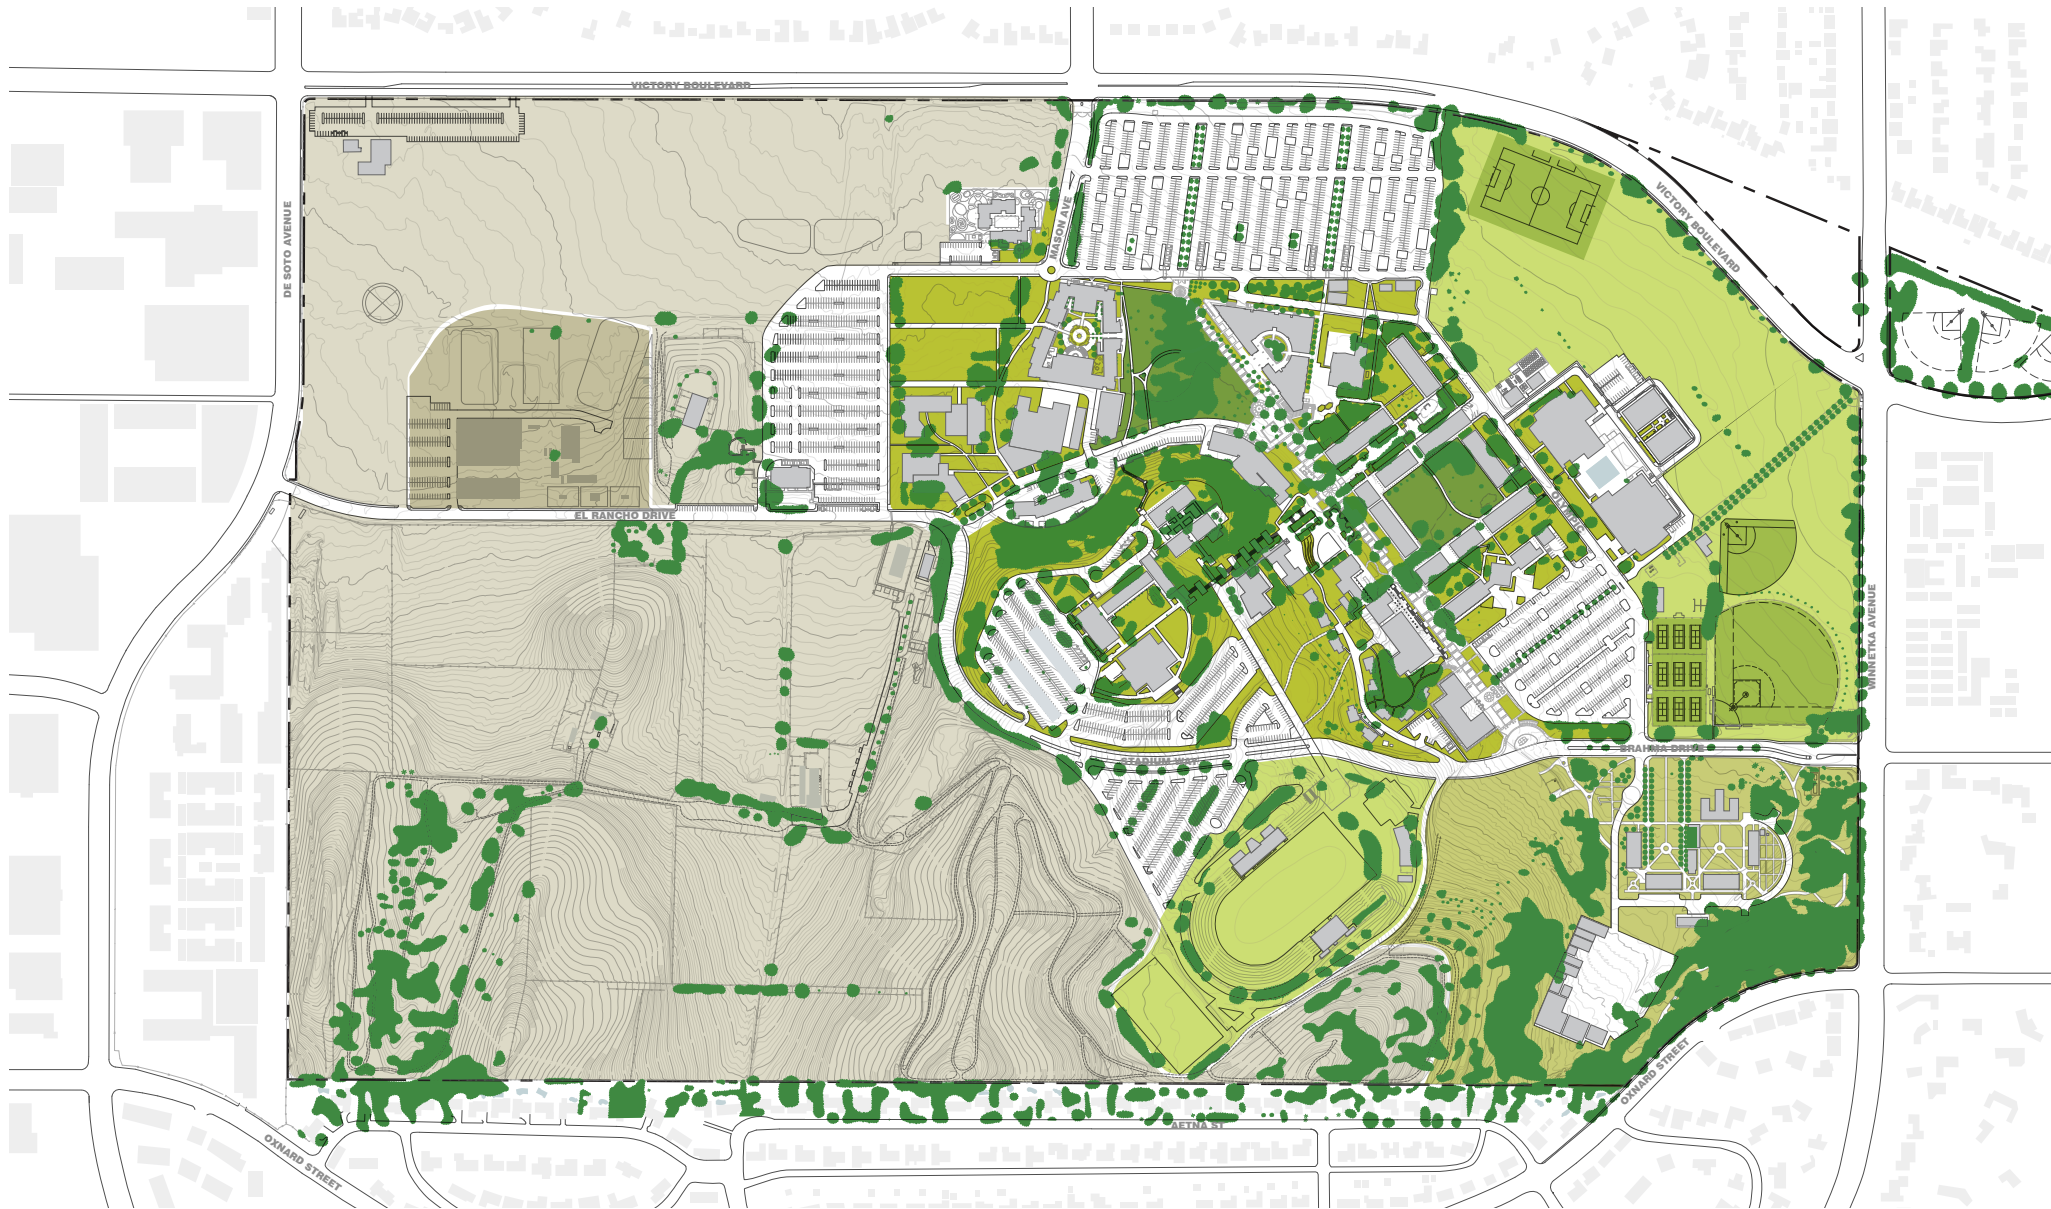 VICTORY BOULEVARD
VICTORY BOULEVARD
DE SOTO AVENUE
MASON AVE
EL RANCHO DRIVE
OLYMPIC
WINNETKA AVENUE
STADIUM WAY
BRAHMA DRIVE
OXNARD STREET
AETNA ST
OXNARD STREET